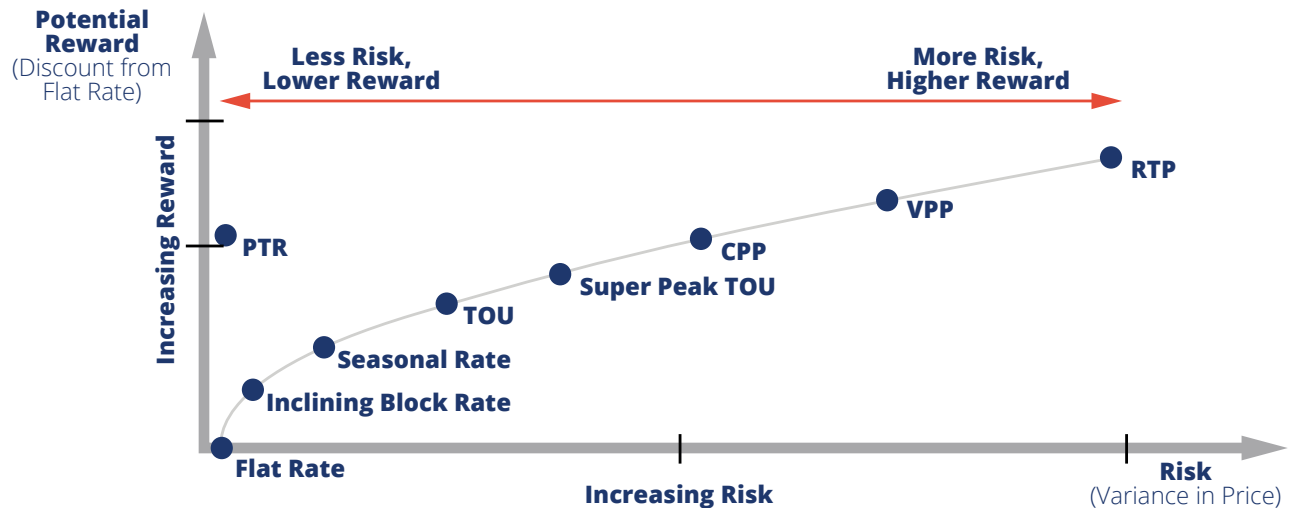 Potential
Reward
(Discount from
Flat Rate)
Less Risk,
Lower Reward
More Risk,
Higher Reward
Increasing Reward
RTP
VPP
PTR
CPP
Super Peak TOU
TOU
Seasonal Rate
Inclining Block Rate
Flat Rate
Increasing Risk
Risk
(Variance in Price)